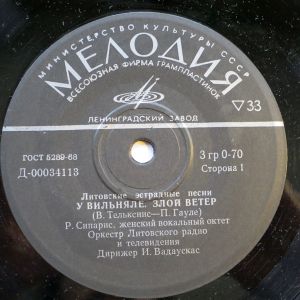 МИНИСТЕРСТВО КУЛЬТУРЫ СССР
МЕЛОДИЯ
ВСЕСОЮЗНАЯ ФИРМА ГРАМПЛАСТИНОК
▽33
ЛЕНИНГРАДСКИЙ ЗАВОД
ГОСТ 5289-68
3 гр 0-70
Д-00034113
Сторона 1
Литовские эстрадные песни
У ВИЛЬНЯЛЕ. ЗЛОЙ ВЕТЕР
(В. Телькснис—П. Гауле)
Р. Сипарис, женский вокальный октет
Оркестр Литовского радио
и телевидения
Дирижер И. Вадаускас